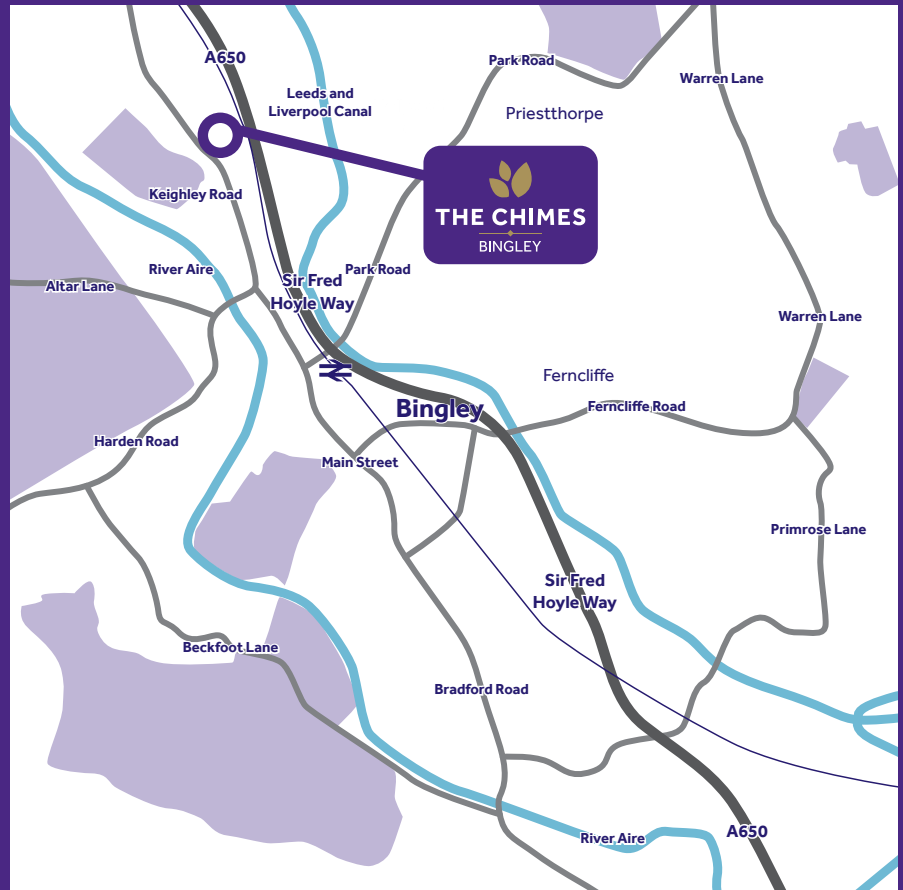 A650
Park Road
Warren Lane
Leeds and
Liverpool Canal
Priestthorpe
Keighley Road
THE CHIMES
BINGLEY
River Aire
Park Road
Altar Lane
Sir Fred
Hoyle Way
Warren Lane
Ferncliffe
Bingley
Ferncliffe Road
Harden Road
Main Street
Primrose Lane
Sir Fred
Hoyle Way
Beckfoot Lane
Bradford Road
A650
River Aire